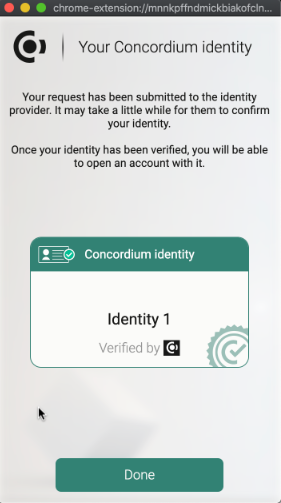 chrome-extension://mnnkpffndmickbiakofcln...
Your Concordium identity
Your request has been submitted to the identity
provider. It may take a little while for them to confirm
your identity.
Once your identity has been verified, you will be able
to open an account with it.
Concordium identity
Identity 1
Verified by
Done